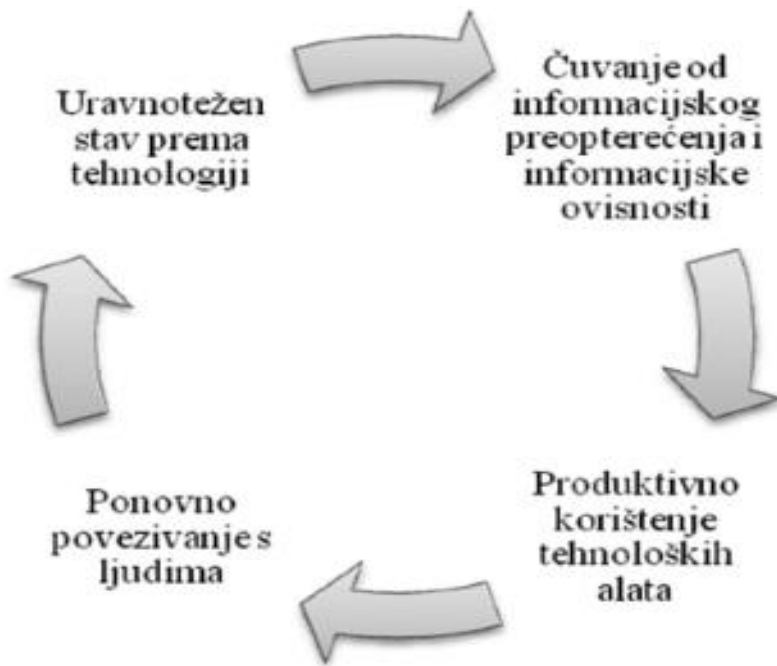 Uravnotežen
stav prema
tehnologiji
Čuvanje od
informacijskog
preopterećenja i
informacijske
ovisnosti
Produktivno
korištenje
tehnoloških
alata
Ponovno
povezivanje s
ljudima